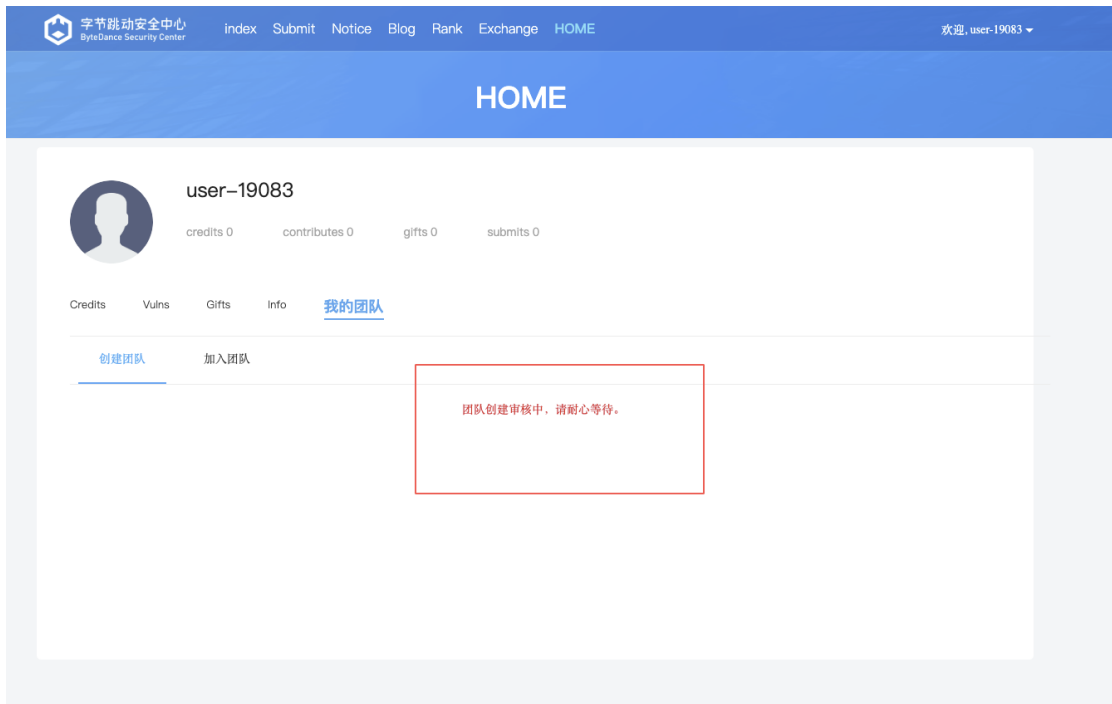 字节跳动安全中心
ByteDance Security Center
index Submit Notice Blog Rank Exchange HOME
欢迎, user-19083
HOME
user-19083
credits 0 contributes 0 gifts 0 submits 0
Credits Vulns Gifts Info 我的团队
创建团队 加入团队
团队创建审核中，请耐心等待。